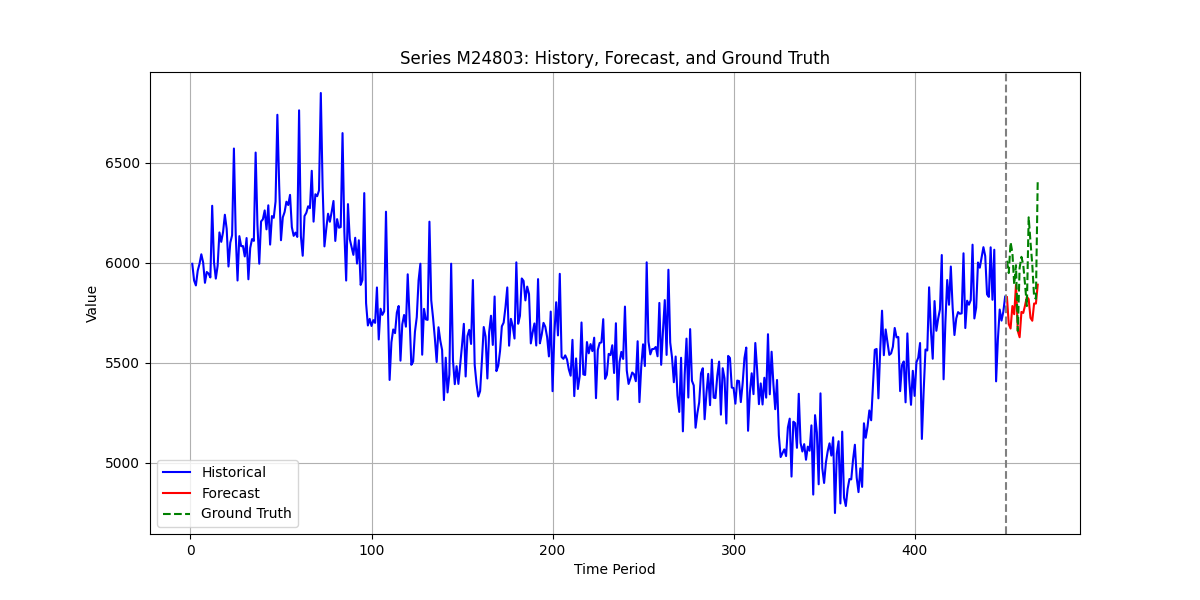 Series M24803: History, Forecast, and Ground Truth
Value
6500
6000
5500
5000
Historical
Forecast
Ground Truth
0
100
200
300
400
Time Period